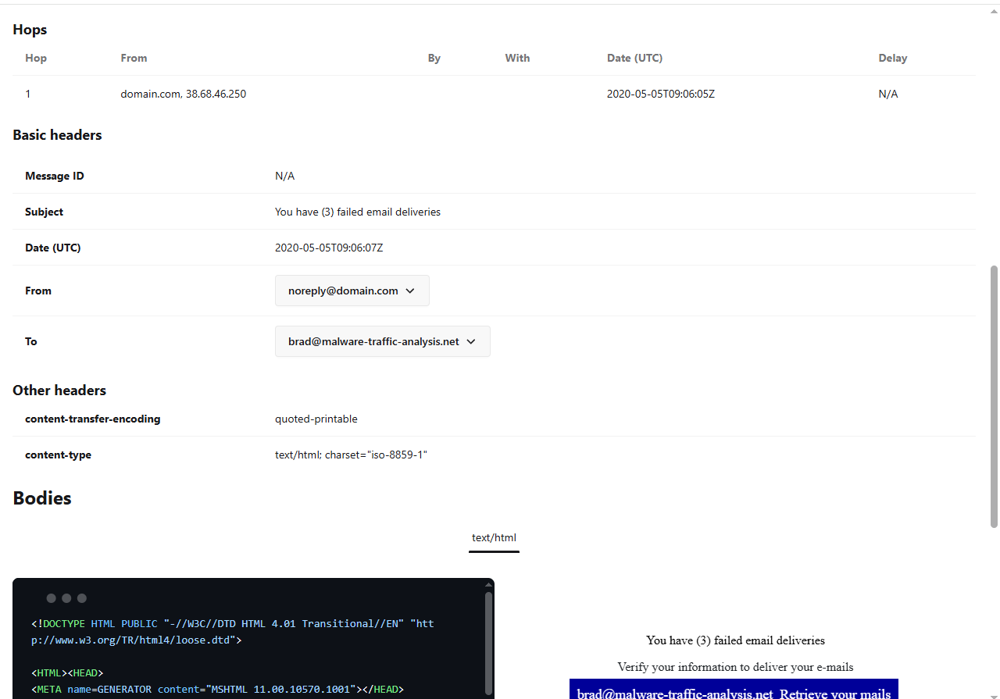 Hops
Hop From By With Date (UTC) Delay
1 domain.com, 38.68.46.250 2020-05-05T09:06:05Z N/A
Basic headers
Message ID N/A
Subject You have (3) failed email deliveries
Date (UTC) 2020-05-05T09:06:07Z
From noreply@domain.com
To brad@malware-traffic-analysis.net
Other headers
content-transfer-encoding quoted-printable
content-type text/html; charset="iso-8859-1"
Bodies
text/html
<!DOCTYPE HTML PUBLIC "-//W3C//DTD HTML 4.01 Transitional//EN" "htt
p://www.w3.org/TR/html4/loose.dtd">
<HTML><HEAD>
<META name=GENERATOR content="MSHTML 11.00.10570.1001"></HEAD>
You have (3) failed email deliveries
Verify your information to deliver your e-mails
brad@malware-traffic-analysis.net Retrieve your mails